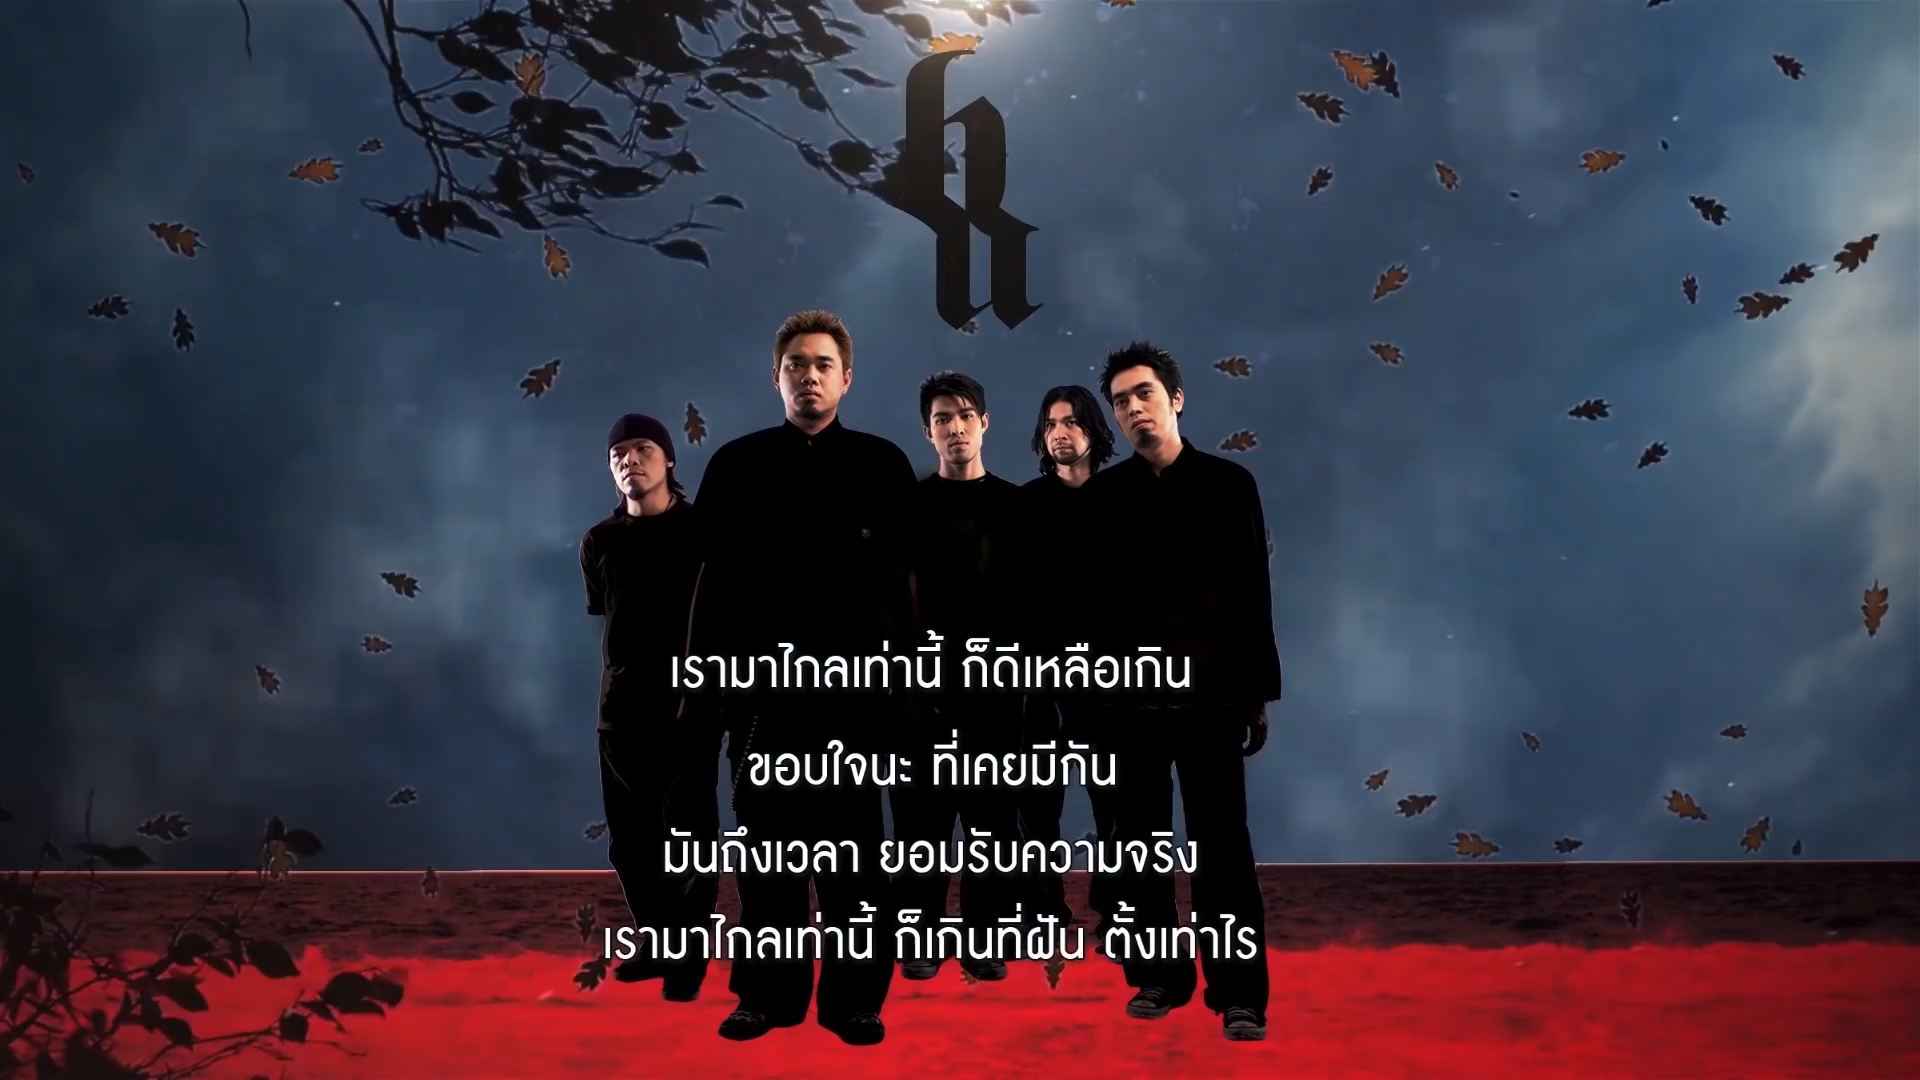 เรามาไกลเท่านี้ ก็ดีเหลือเกิน
ขอบใจนะ ที่เคยมีกัน
มันถึงเวลา ยอมรับความจริง
เรามาไกลเท่านี้ ก็เกินที่ฝัน ตั้งเท่าไร